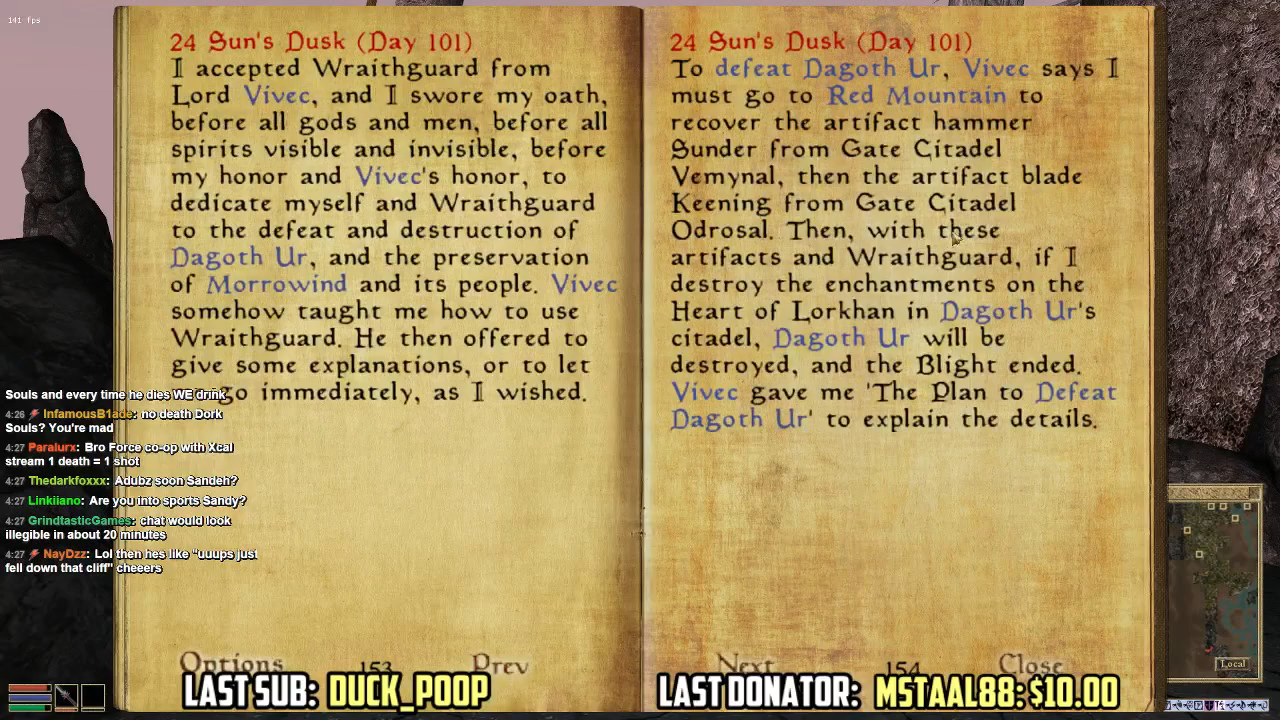 141 fps
24 Sun's Dusk (Day 101)
I accepted Wraithguard from
Lord Vivec, and I swore my oath,
before all gods and men, before all
spirits visible and invisible, before
my honor and Vivec's honor, to
dedicate myself and Wraithguard
to the defeat and destruction of
Dagoth Ur, and the preservation
of Morrowind and its people. Vivec
somehow taught me how to use
Wraithguard. He then offered to
give some explanations, or to let
go immediately, as I wished.
24 Sun's Dusk (Day 101)
To defeat Dagoth Ur, Vivec says I
must go to Red Mountain to
recover the artifact hammer
Sunder from Gate Citadel
Vemynal, then the artifact blade
Keening from Gate Citadel
Odrosal. Then, with these
artifacts and Wraithguard, if I
destroy the enchantments on the
Heart of Lorkhan in Dagoth Ur's
citadel, Dagoth Ur will be
destroyed, and the Blight ended.
Vivec gave me 'The Plan to Defeat
Dagoth Ur' to explain the details.
Souls and every time he dies WE drink
4:26 InfamousB1ade: no death Dork
Souls? You're mad
4:27 Paralurx: Bro Force co-op with Xcal
stream 1 death = 1 shot
4:27 Thedarkfoxxx: Adubz soon Sandeh?
4:27 Linkiiano: Are you into sports Sandy?
4:27 GrindtasticGames: chat would look
illegible in about 20 minutes
4:27 NayDzz: Lol then hes like "uuups just
fell down that cliff" cheeers
Options 153 Prev
Next 154 Close
Local
LAST SUB: DUCK_POOP
LAST DONATOR: MSTAAL88: $10.00